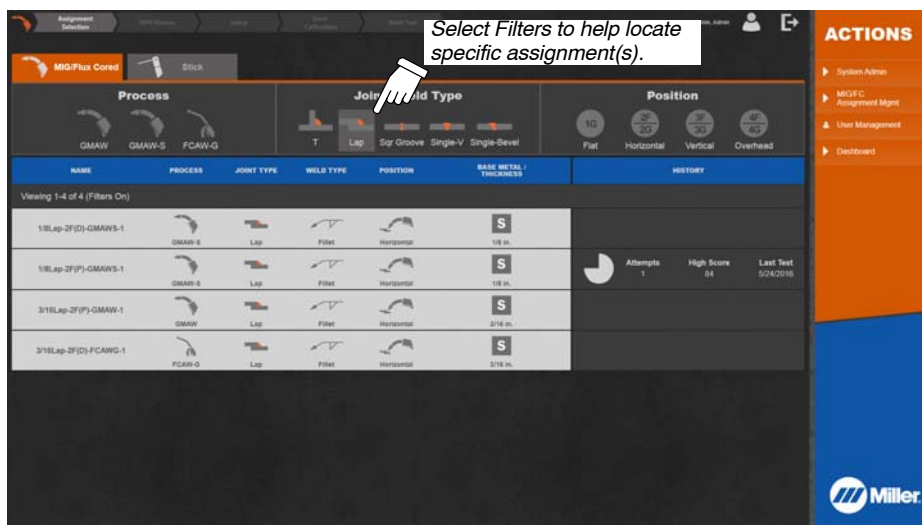 Assignment
Selection
Select Filters to help locate
specific assignment(s).
ACTIONS
System Admin
MIG/FC
Assignment Mgmt
User Management
Dashboard
MIG/Flux Cored
Stick
Process
GMAW GMAW-S FCAW-G
T Lap Sqr Groove Single-V Single-Bevel
Position
1G 2F 2G 3F 3G 4F 4G
Flat Horizontal Vertical Overhead
NAME PROCESS JOINT TYPE WELD TYPE POSITION BASE METAL / THICKNESS HISTORY
Viewing 1-4 of 4 (Filters On)
1/8Lap-2F(D)-GMAWS-1 GMAW-S Lap Fillet Horizontal S 1/8 in.
1/8Lap-2F(P)-GMAWS-1 GMAW-S Lap Fillet Horizontal S 1/8 in. Attempts 1 High Score 84 Last Test 5/24/2016
3/16Lap-2F(P)-GMAW-1 GMAW Lap Fillet Horizontal S 3/16 in.
3/16Lap-2F(D)-FCAWG-1 FCAW-G Lap Fillet Horizontal S 3/16 in.
Miller